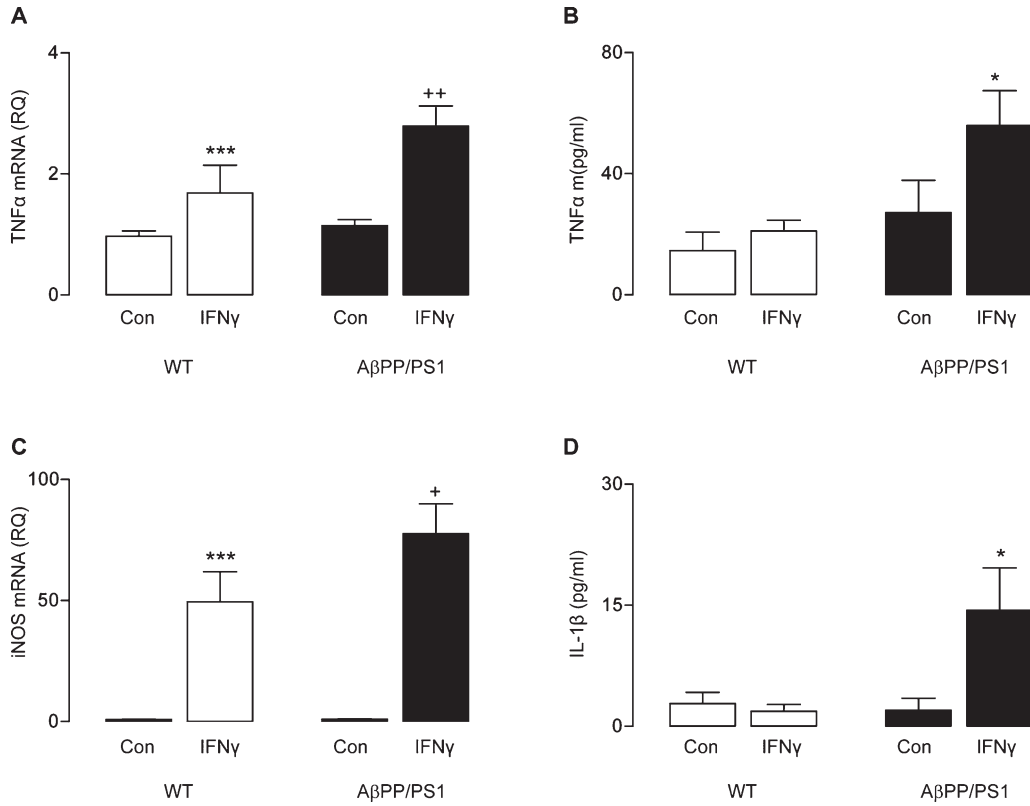 A
TNFα mRNA (RQ)
4
2
0
***
++
Con IFNγ Con IFNγ
WT AβPP/PS1
B
TNFα m(pg/ml)
80
40
0
*
Con IFNγ Con IFNγ
WT AβPP/PS1
C
iNOS mRNA (RQ)
100
50
0
***
+
Con IFNγ Con IFNγ
WT AβPP/PS1
D
IL-1β (pg/ml)
30
15
0
*
Con IFNγ Con IFNγ
WT AβPP/PS1